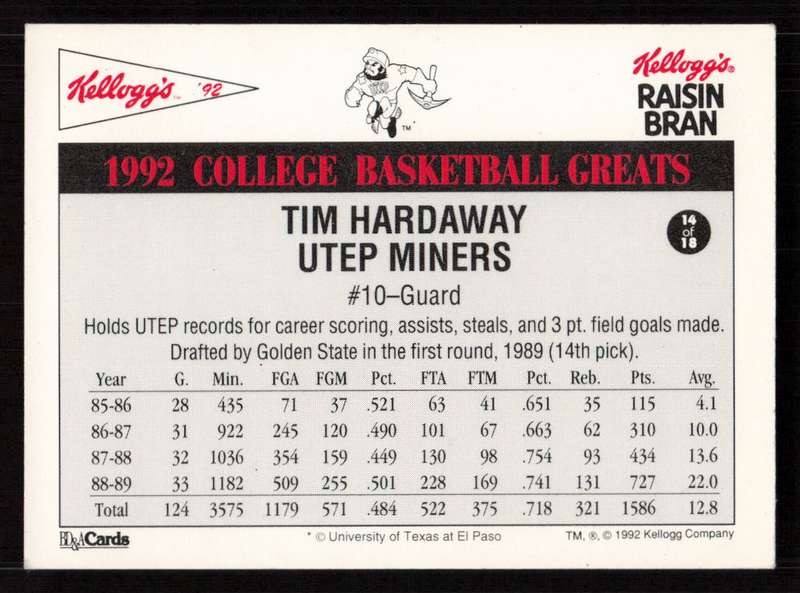 Kellogg's ™ '92
UTEP
™*
Kellogg's®
RAISIN
BRAN
1992 COLLEGE BASKETBALL GREATS
TIM HARDAWAY
UTEP MINERS
14
of
18
#10–Guard
Holds UTEP records for career scoring, assists, steals, and 3 pt. field goals made.
Drafted by Golden State in the first round, 1989 (14th pick).
Year G. Min. FGA FGM Pct. FTA FTM Pct. Reb. Pts. Avg.
85-86 28 435 71 37 .521 63 41 .651 35 115 4.1
86-87 31 922 245 120 .490 101 67 .663 62 310 10.0
87-88 32 1036 354 159 .449 130 98 .754 93 434 13.6
88-89 33 1182 509 255 .501 228 169 .741 131 727 22.0
Total 124 3575 1179 571 .484 522 375 .718 321 1586 12.8
BD&A Cards
* © University of Texas at El Paso
TM, ®, © 1992 Kellogg Company